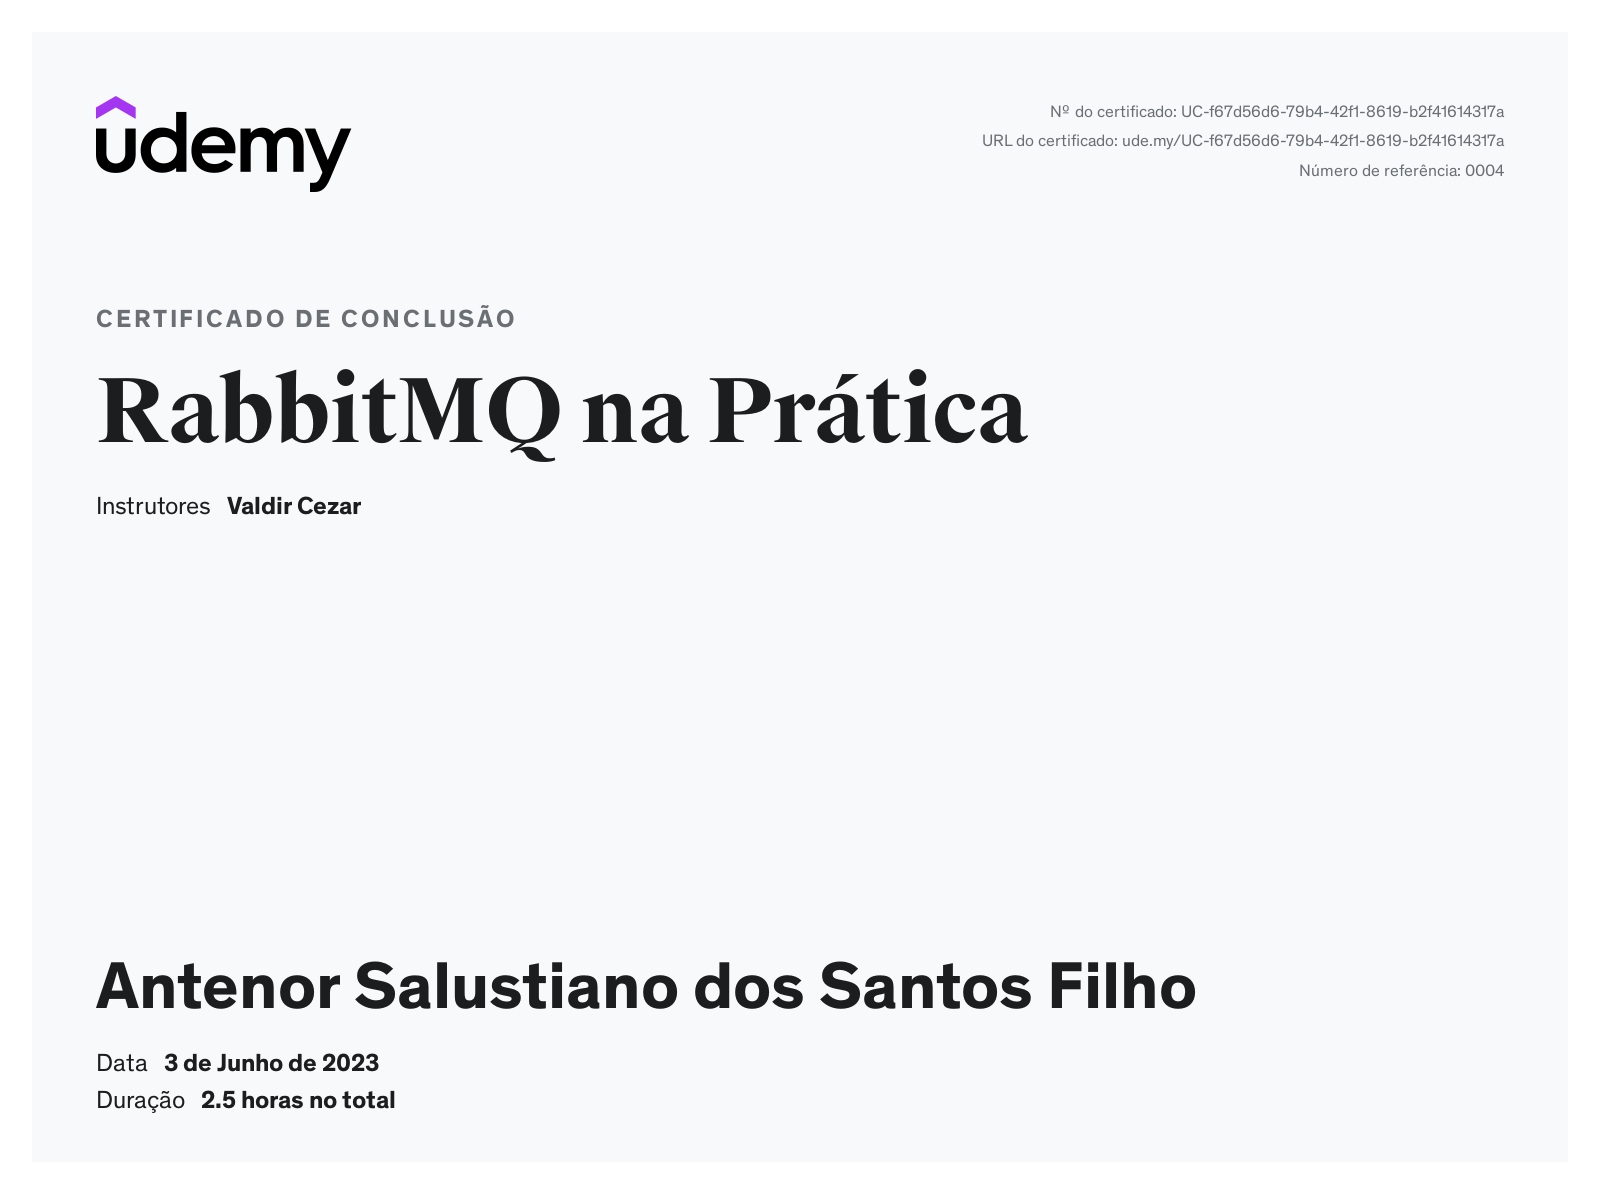 udemy
Nº do certificado: UC-f67d56d6-79b4-42f1-8619-b2f41614317a
URL do certificado: ude.my/UC-f67d56d6-79b4-42f1-8619-b2f41614317a
Número de referência: 0004
CERTIFICADO DE CONCLUSÃO
RabbitMQ na Prática
Instrutores Valdir Cezar
Antenor Salustiano dos Santos Filho
Data 3 de Junho de 2023
Duração 2.5 horas no total